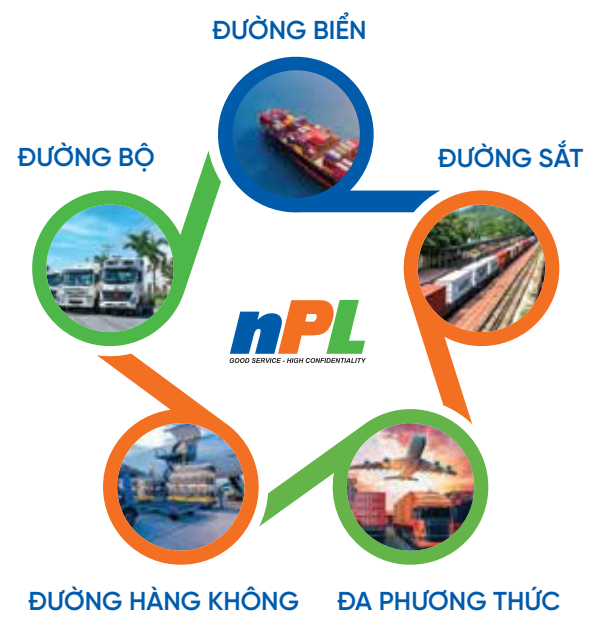 ĐƯỜNG BIỂN
ĐƯỜNG BỘ
ĐƯỜNG SẮT
nPL
GOOD SERVICE - HIGH CONFIDENTIALITY
ĐƯỜNG HÀNG KHÔNG
ĐA PHƯƠNG THỨC